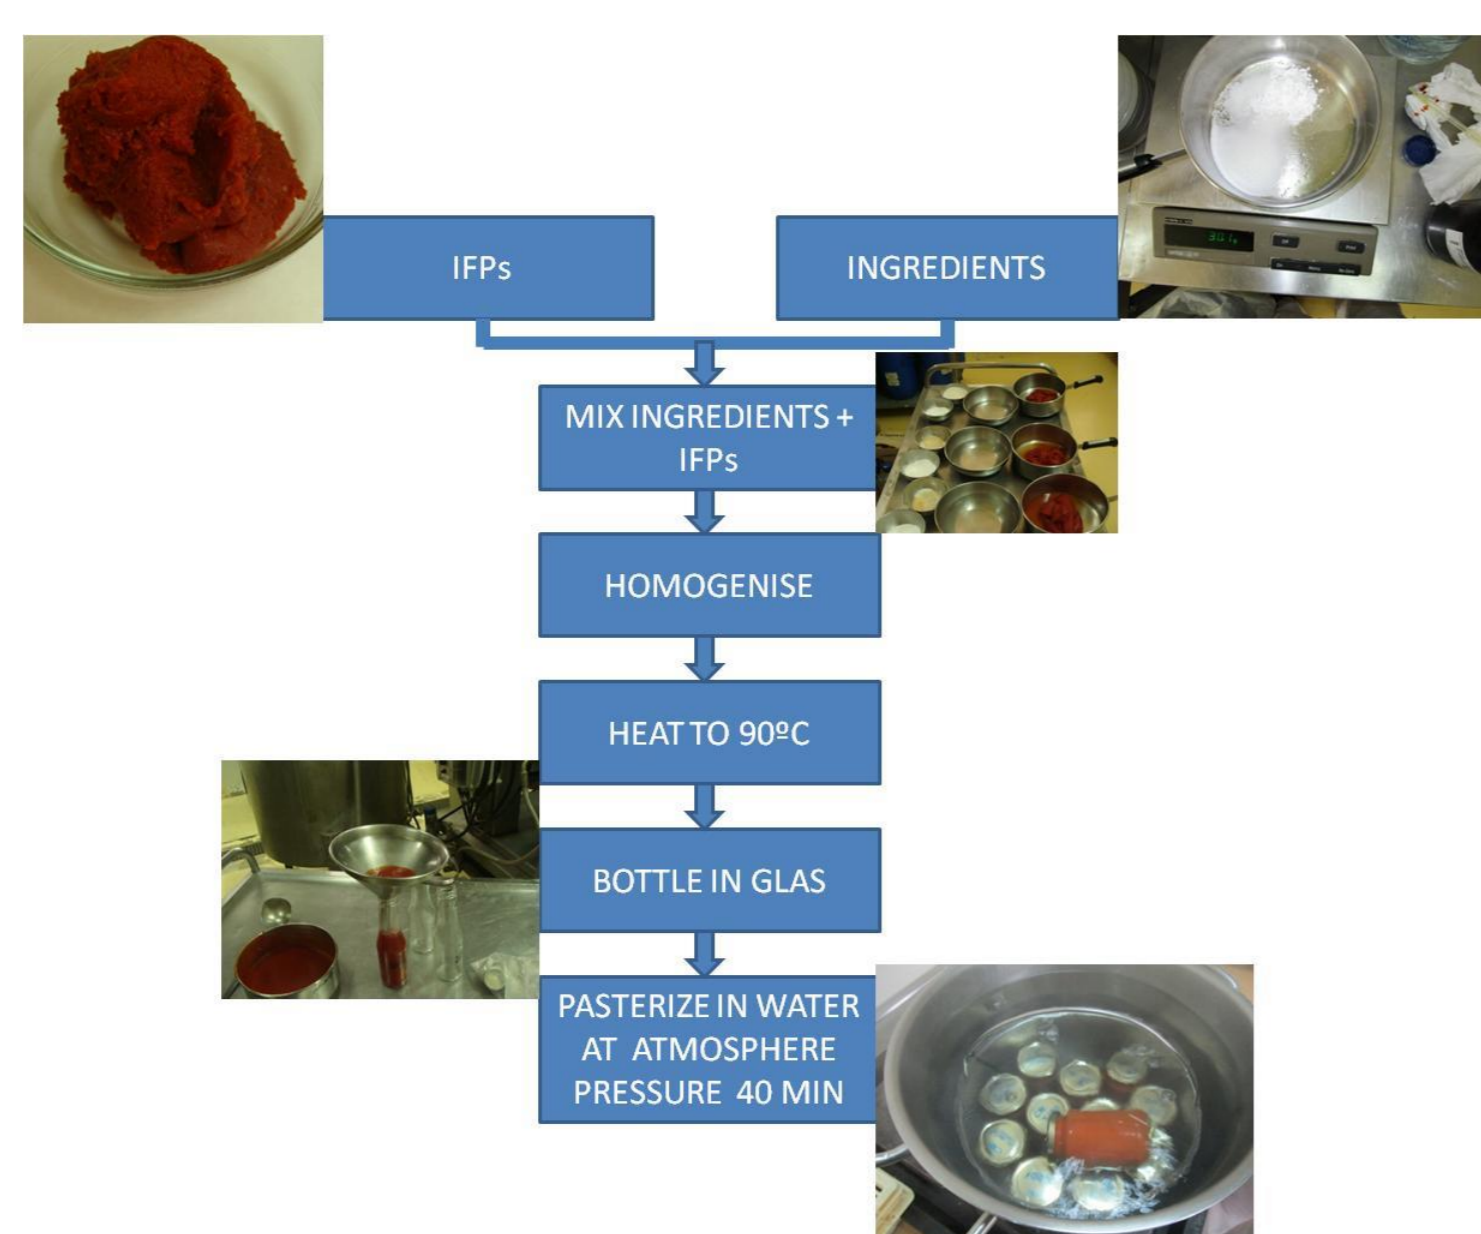 IFPs
INGREDIENTS
MIX INGREDIENTS +
IFPs
HOMOGENISE
HEAT TO 90ºC
BOTTLE IN GLAS
PASTERIZE IN WATER
AT ATMOSPHERE
PRESSURE 40 MIN